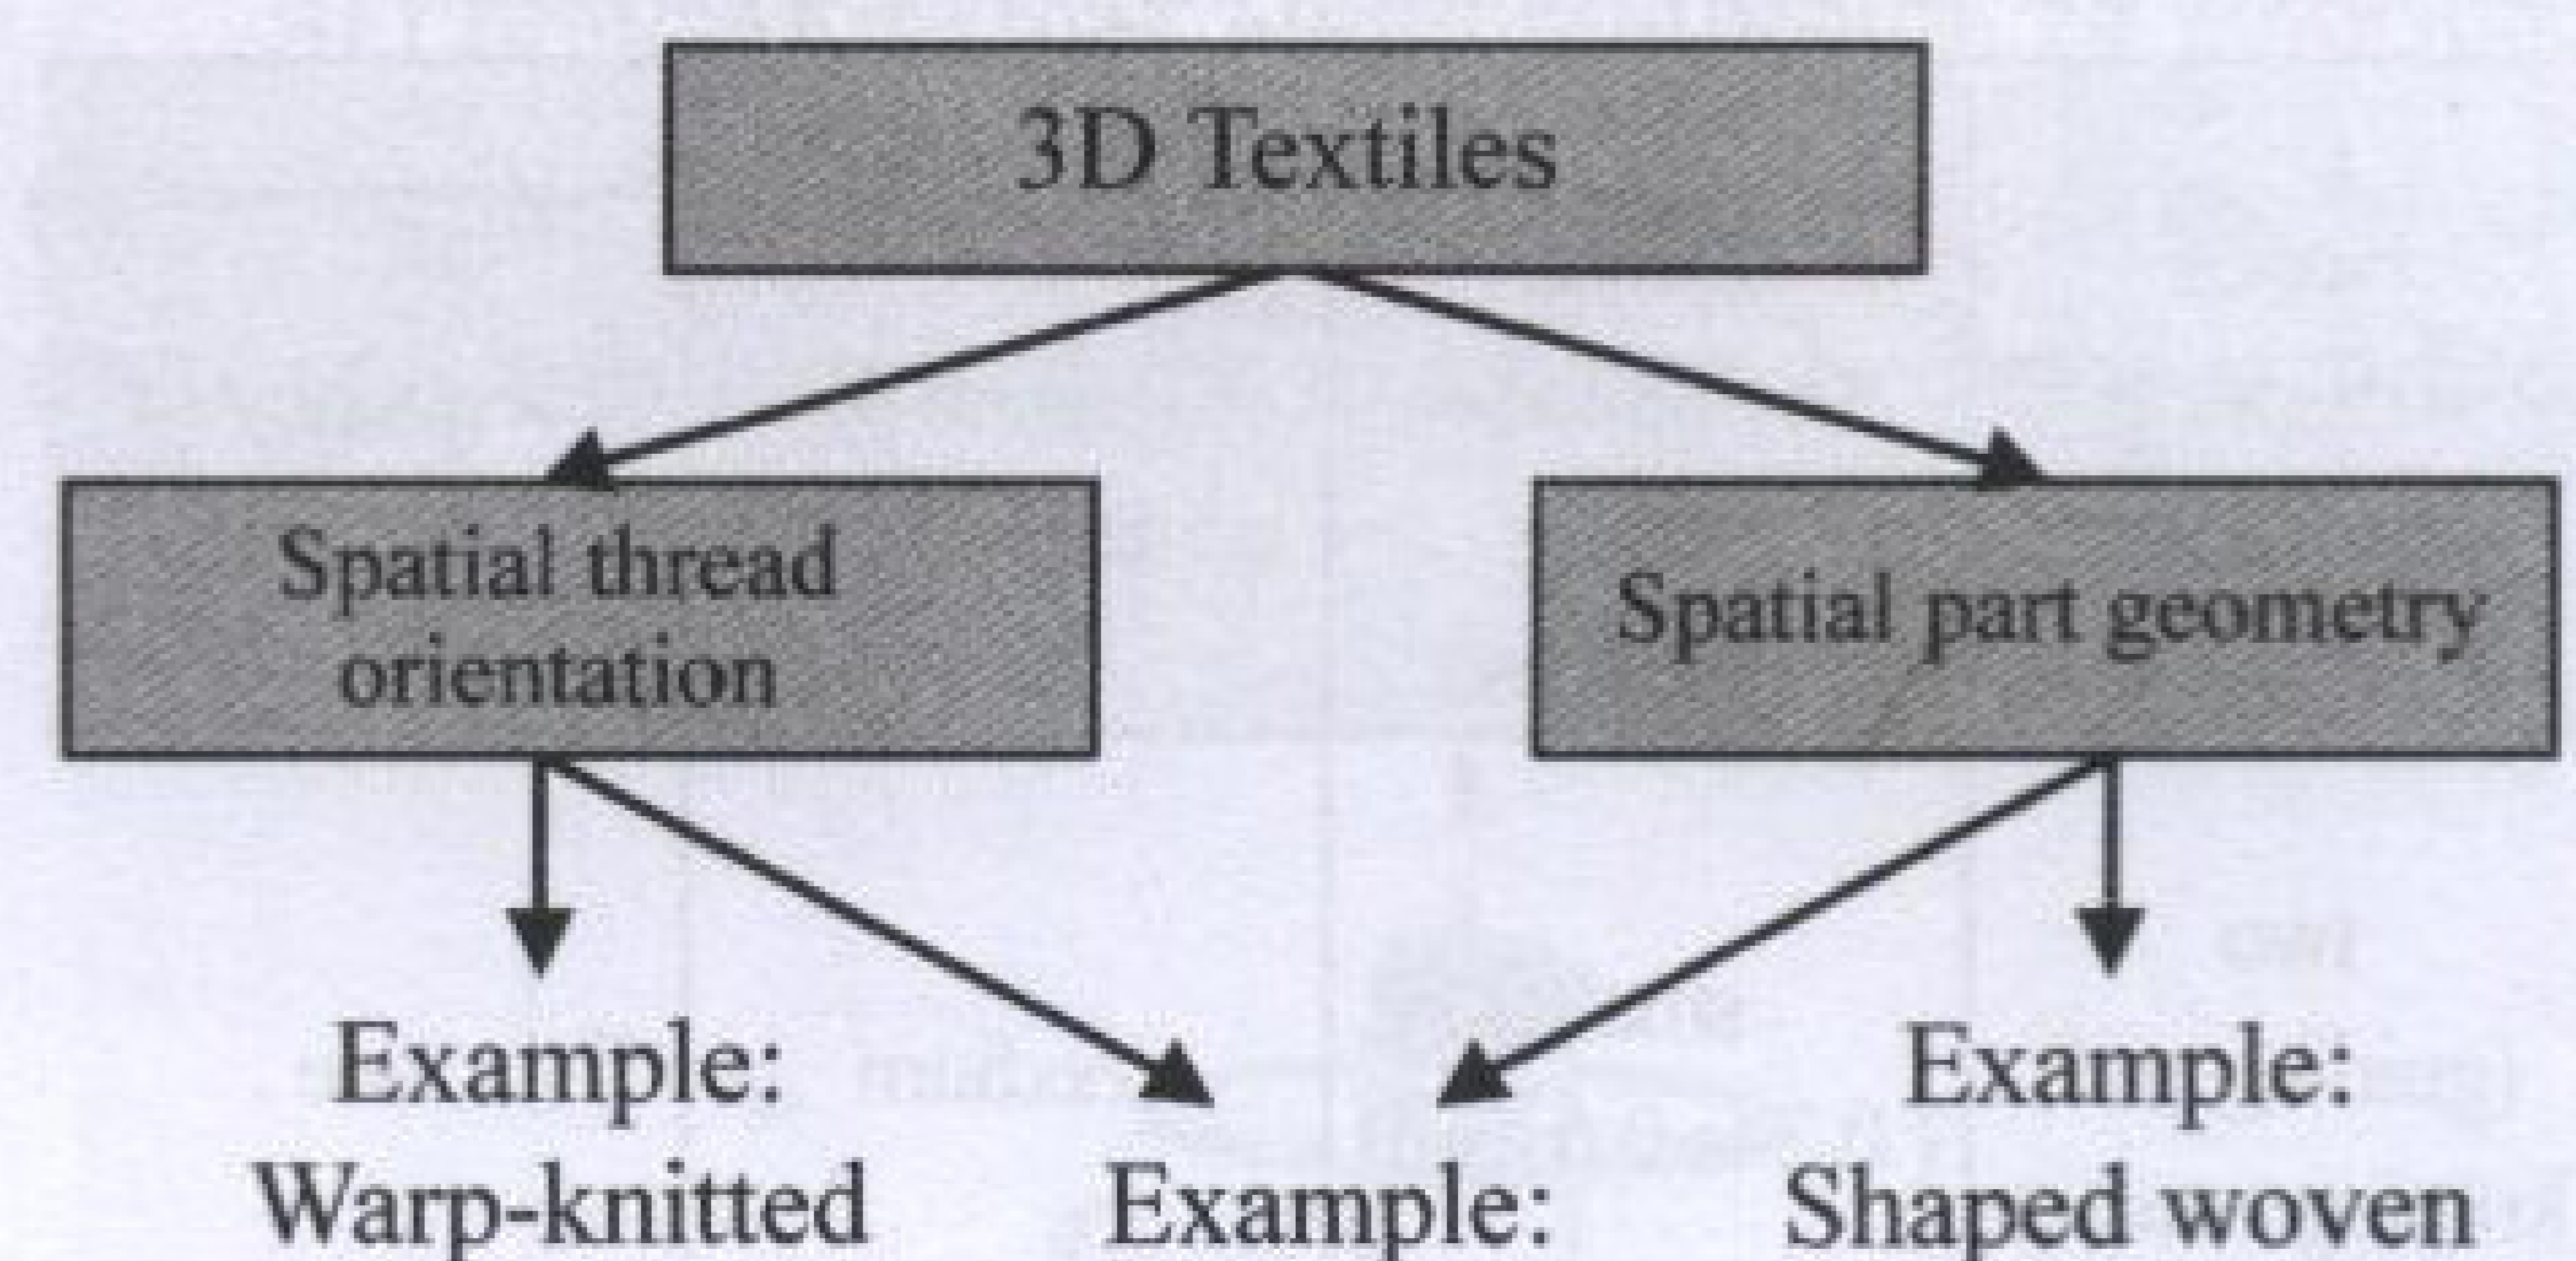 3D Textiles
Spatial thread
orientation
Spatial part geometry
Example:
Warp-knitted
Example:
Example:
Shaped woven